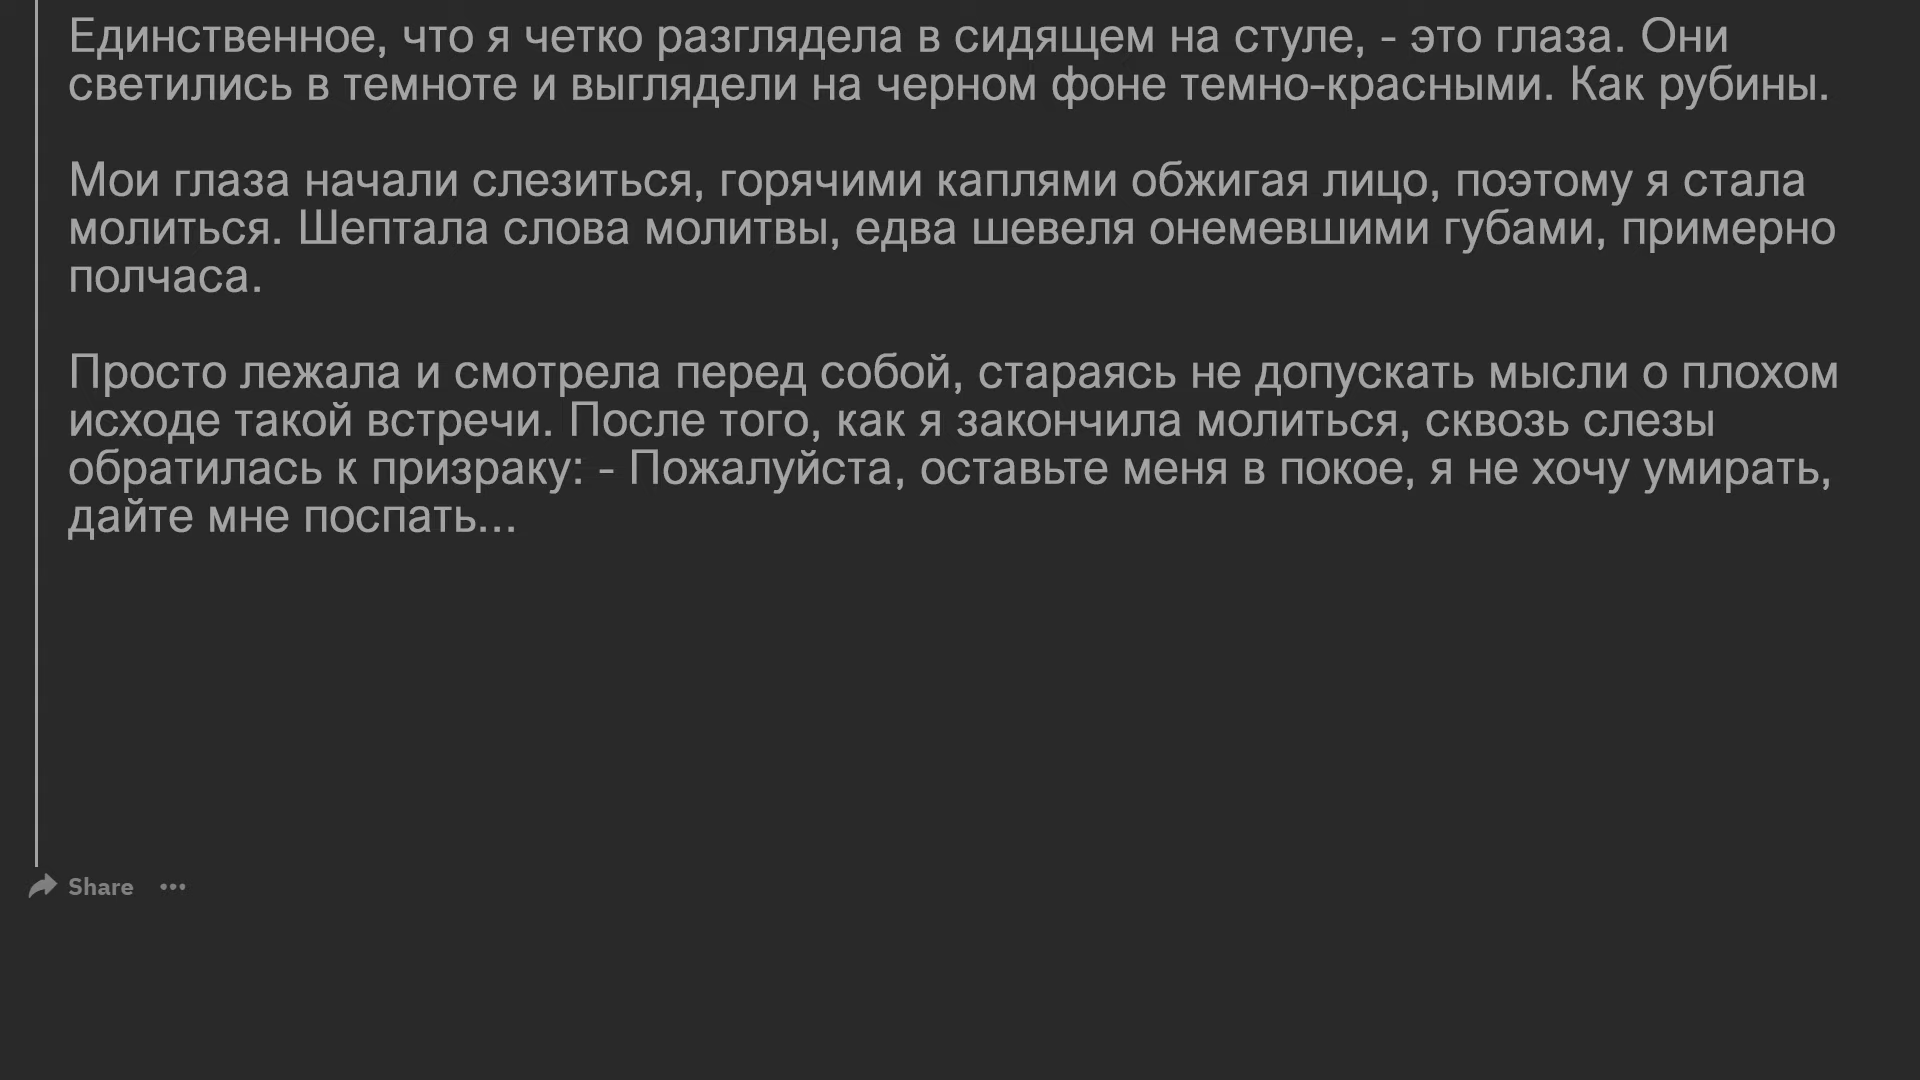 Единственное, что я четко разглядела в сидящем на стуле, - это глаза. Они
светились в темноте и выглядели на черном фоне темно-красными. Как рубины.
Мои глаза начали слезиться, горячими каплями обжигая лицо, поэтому я стала
молиться. Шептала слова молитвы, едва шевеля онемевшими губами, примерно
полчаса.
Просто лежала и смотрела перед собой, стараясь не допускать мысли о плохом
исходе такой встречи. После того, как я закончила молиться, сквозь слезы
обратилась к призраку: - Пожалуйста, оставьте меня в покое, я не хочу умирать,
дайте мне поспать...
Share